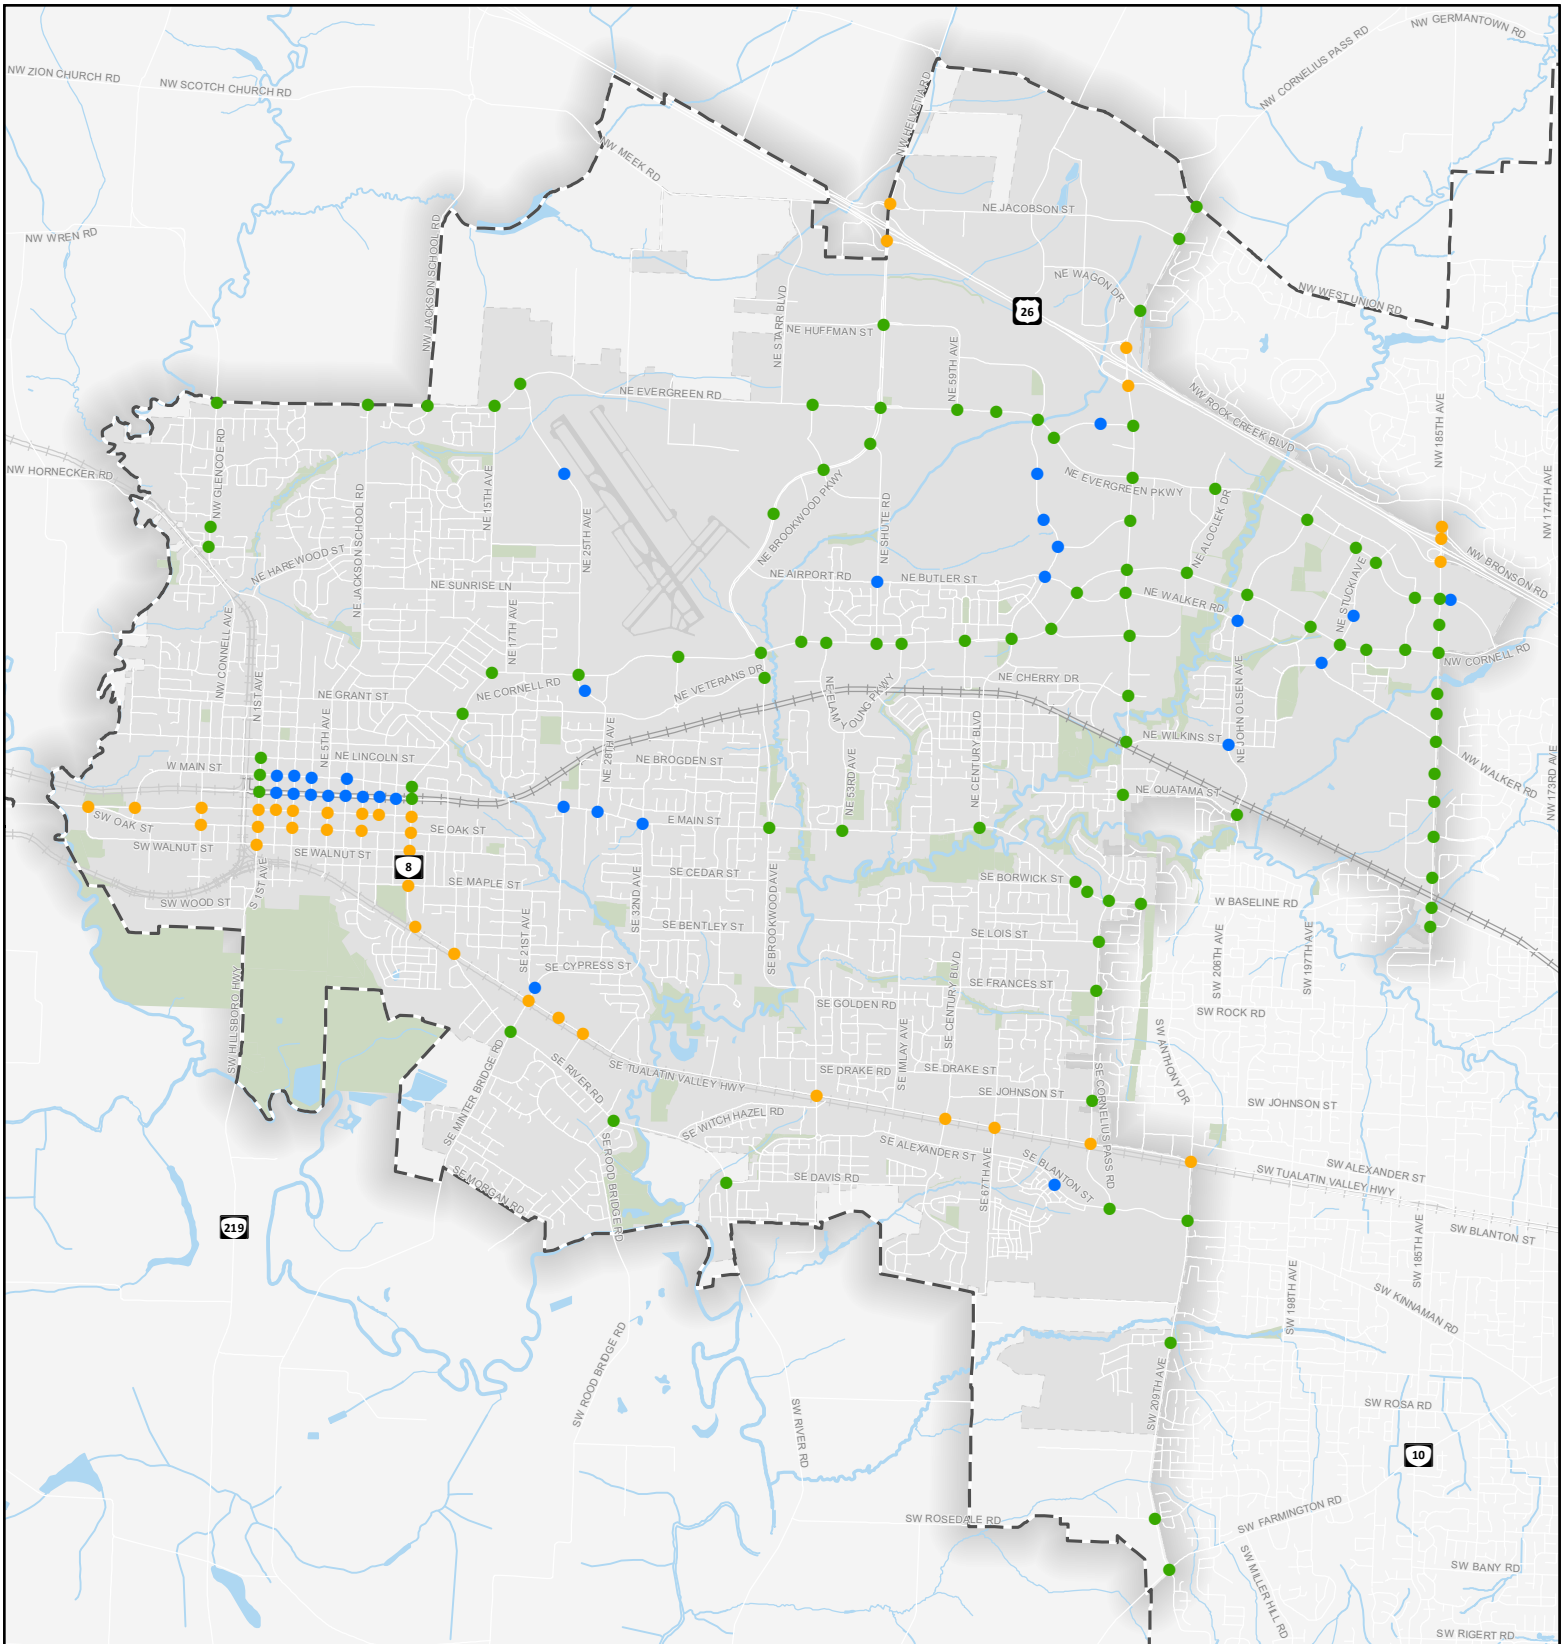 NW GERMANTOWN RD
NW CORNELIUS PASS RD
NW ZION CHURCH RD
NW SCOTCH CHURCH RD
NW HELVETIA RD
NW MEEK RD
NE JACOBSON ST
NW WREN RD
NW JACKSON SCHOOL RD
NE WAGON DR
NW WEST UNION RD
26
NE STARR BLVD
NE HUFFMAN ST
NE 59TH AVE
NE EVERGREEN RD
NW ROCK CREEK BLVD
NW 185TH AVE
NW HORNECKER RD
NW GLENCOE RD
NE 15TH AVE
NE JACKSON SCHOOL RD
NE BROOKWOOD PKWY
NE EVERGREEN PKWY
NW 174TH AVE
NE 25TH AVE
NE SHUTE RD
NE ALOCLEK DR
NE HAREWOOD ST
NE SUNRISE LN
NE AIRPORT RD
NE BUTLER ST
NE WALKER RD
NE STUCKI AVE
NW BRONSON RD
NW CONNELL AVE
NE 17TH AVE
N 1ST AVE
NE GRANT ST
NE CORNELL RD
NE VETERANS DR
NE ELAM
YOUNG PKWY
NE CHERRY DR
NW CORNELL RD
NE JOHN OLSEN AVE
NE 5TH AVE
NE LINCOLN ST
NE 28TH AVE
NE WILKINS ST
W MAIN ST
NE BROGDEN ST
NE 53RD AVE
NE CENTURY BLVD
NE QUATAMA ST
NW WALKER RD
NW 173RD AVE
SW OAK ST
SE OAK ST
E MAIN ST
SW WALNUT ST
SE WALNUT ST
8
SE MAPLE ST
SE CEDAR ST
SE BORWICK ST
S 1ST AVE
SW WOOD ST
SE 32ND AVE
SE BROOKWOOD AVE
W BASELINE RD
SE BENTLEY ST
SE LOIS ST
SE 21ST AVE
SE CYPRESS ST
SE CENTURY BLVD
SE FRANCES ST
SW 206TH AVE
SW 197TH AVE
SW HILLSBORO HWY
SE GOLDEN RD
SW ROCK RD
SE IMLAY AVE
SW ANTHONY DR
SE MINTER BRIDGE RD
SE RIVER RD
SE TUALATIN VALLEY HWY
SE DRAKE RD
SE DRAKE ST
SE JOHNSON ST
SE CORNELIUS PASS RD
SW JOHNSON ST
SE WITCH HAZEL RD
SE ALEXANDER ST
SE ROOD BRIDGE RD
SE MORGAN RD
SE DAVIS RD
SE 67TH AVE
SE BLANTON ST
SW ALEXANDER ST
SW TUALATIN VALLEY HWY
219
SW BLANTON ST
SW 185TH AVE
SW 198TH AVE
SW KINNAMAN RD
SW ROOD BRIDGE RD
SW RIVER RD
SW 209TH AVE
SW ROSA RD
10
SW ROSEDALE RD
SW FARMINGTON RD
SW MILLER HILL RD
SW BANY RD
SW RIGERT RD